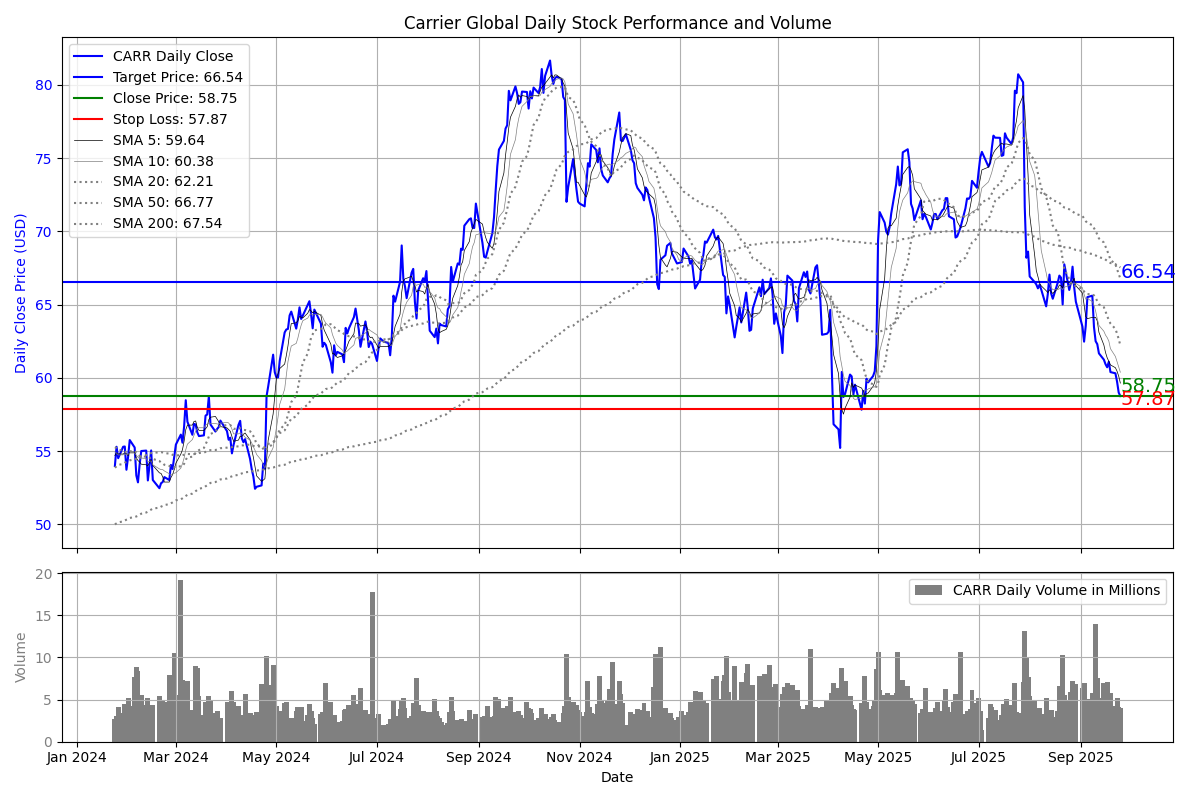 Carrier Global Daily Stock Performance and Volume
CARR Daily Close
Target Price: 66.54
Close Price: 58.75
Stop Loss: 57.87
SMA 5: 59.64
SMA 10: 60.38
SMA 20: 62.21
SMA 50: 66.77
SMA 200: 67.54
Daily Close Price (USD)
80
75
70
65
60
55
50
66.54
58.75
57.87
CARR Daily Volume in Millions
Volume
20
15
10
5
0
Jan 2024 Mar 2024 May 2024 Jul 2024 Sep 2024 Nov 2024 Jan 2025 Mar 2025 May 2025 Jul 2025 Sep 2025
Date